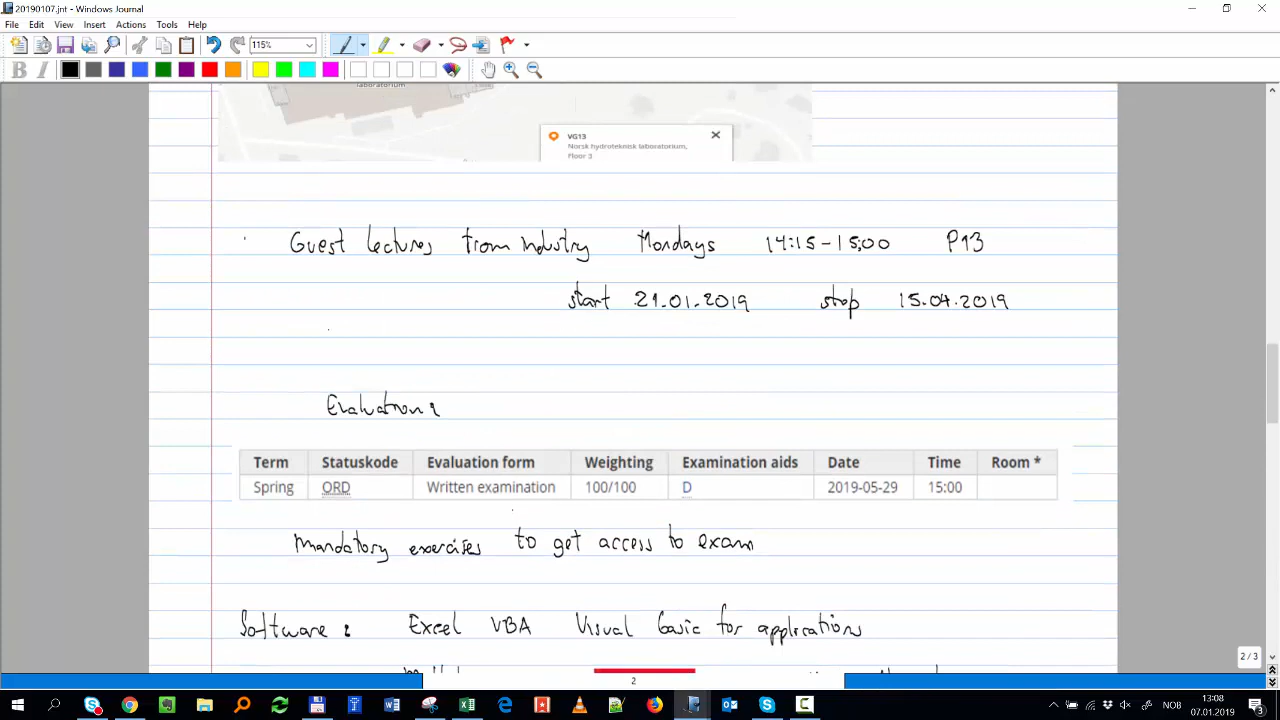 20190107.jnt - Windows Journal
File Edit View Insert Actions Tools Help
115%
laboratorium
VG13
Norsk hydroteknisk laboratorium,
Floor 3
Guest lectures from Industry Mondays 14:15-15:00 P13
start 21.01.2019 stop 15.04.2019
Evaluation:
Term Statuskode Evaluation form Weighting Examination aids Date Time Room *
Spring ORD Written examination 100/100 D 2019-05-29 15:00
Mandatory exercises to get access to exam
Software: Excel VBA Visual basic for applications
2 / 3
2
NOB
13:08
07.01.2019